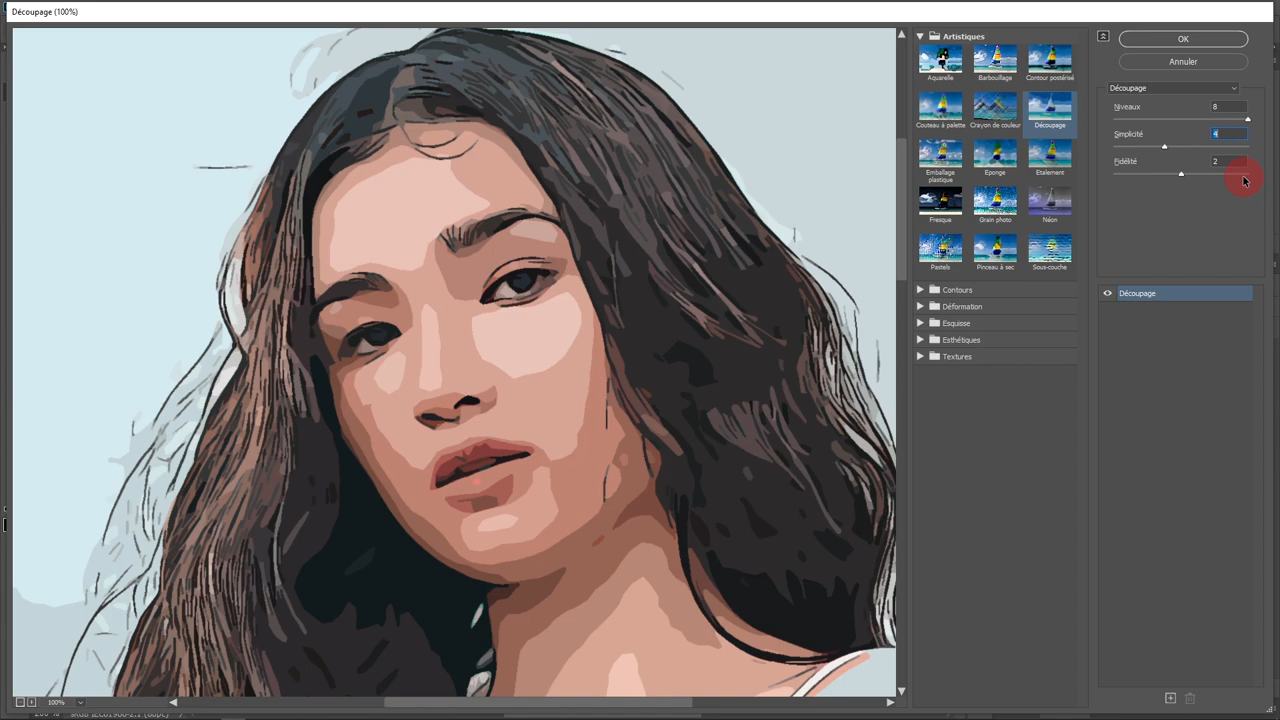 Découpage (100%)
Artistiques
Aquarelle
Barbouillage
Contour postérisé
Couteau à palette
Crayon de couleur
Découpage
Emballage plastique
Eponge
Etalement
Fresque
Grain photo
Néon
Pastels
Pinceau à sec
Sous-couche
Contours
Déformation
Esquisse
Esthétiques
Textures
OK
Annuler
Découpage
Niveaux 8
Simplicité 4
Fidélité 2
Découpage
100%